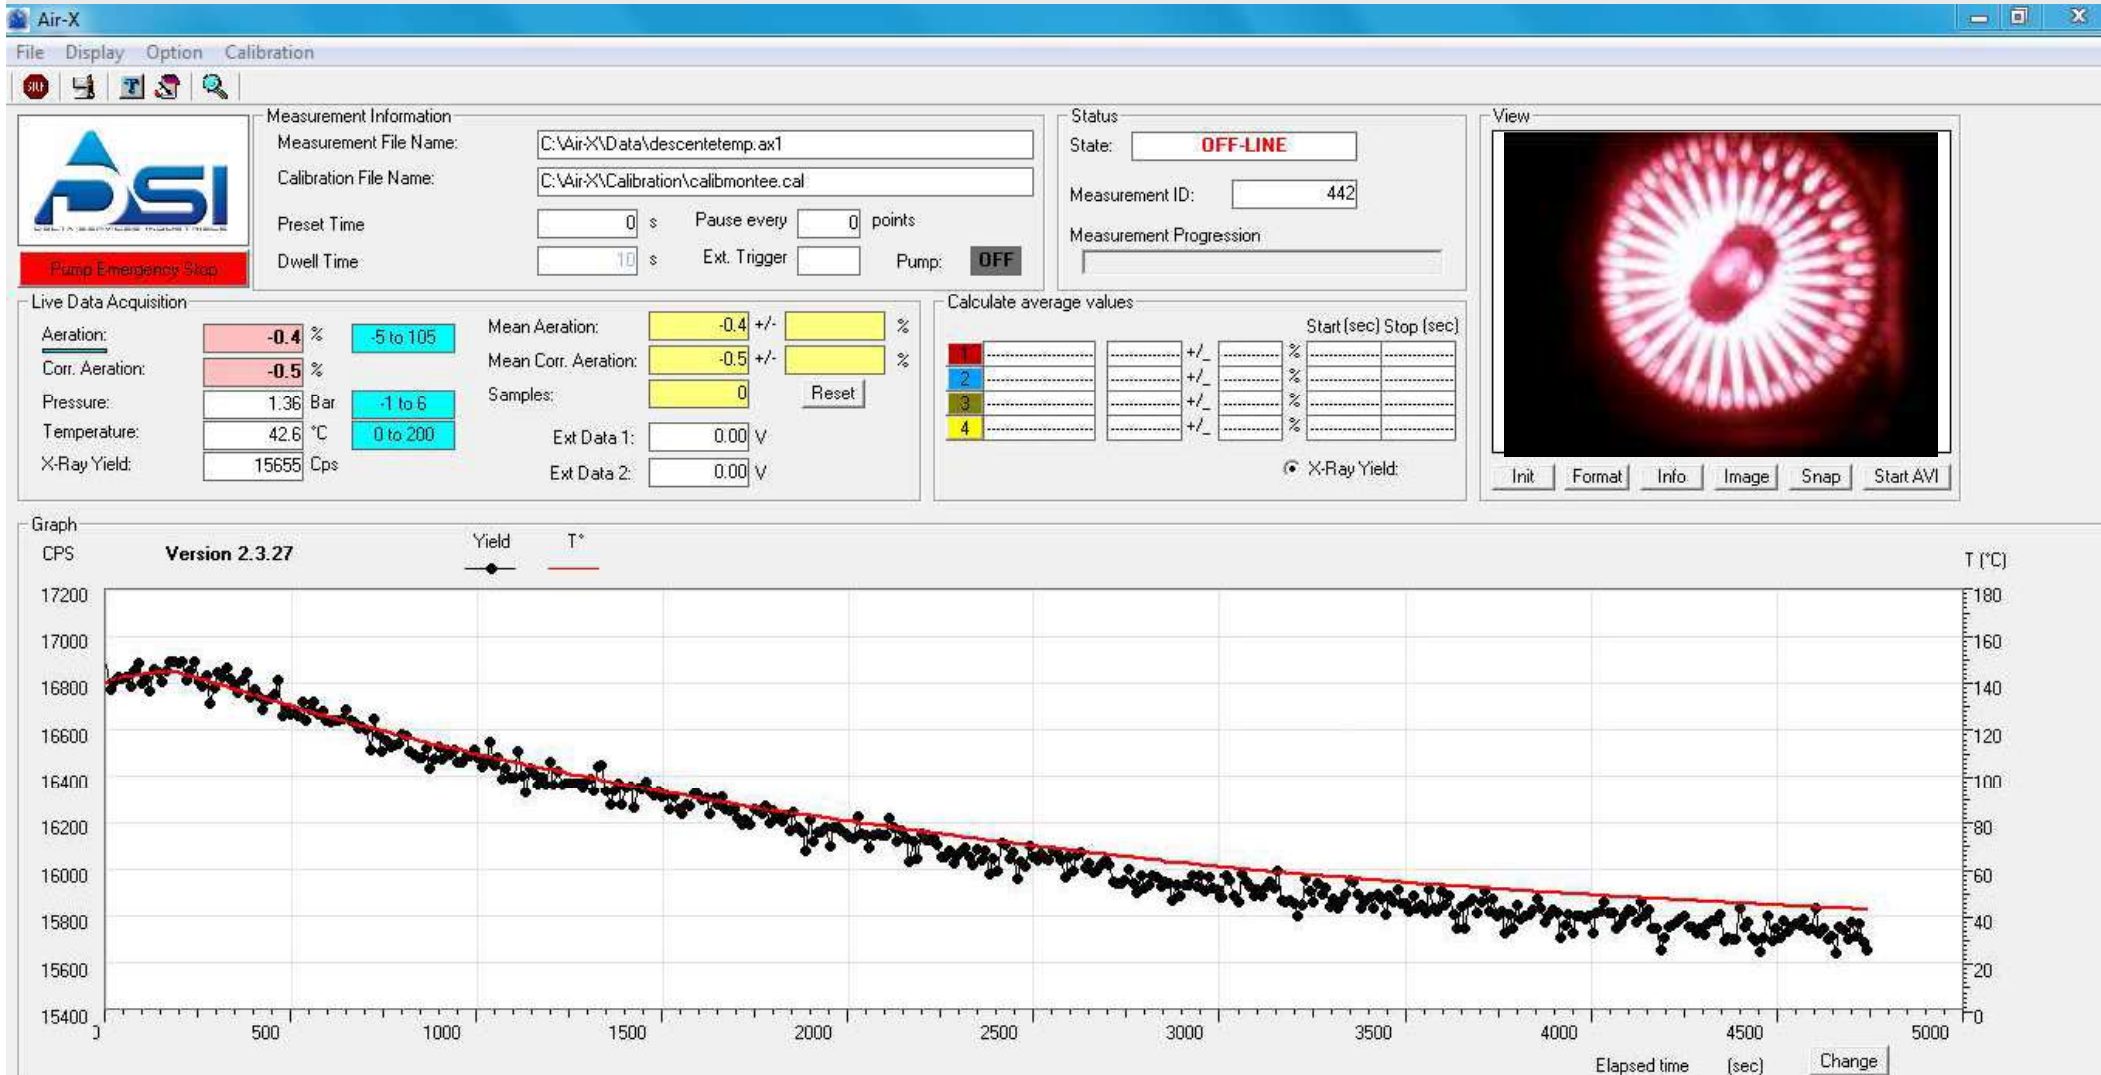 Air-X
File Display Option Calibration
Measurement Information
Measurement File Name: C:\Air-X\Data\descentetemp.ax1
Calibration File Name: C:\Air-X\Calibration\calibmontee.cal
Preset Time 0 s Pause every 0 points
Dwell Time 10 s Ext. Trigger Pump: OFF
DSI
Pump Emergency Stop
Status
State: OFF-LINE
Measurement ID: 442
Measurement Progression
View
Init Format Info Image Snap Start AVI
Live Data Acquisition
Aeration: -0.4 % -5 to 105
Corr. Aeration: -0.5 %
Pressure: 1.36 Bar -1 to 6
Temperature: 42.6 °C 0 to 200
X-Ray Yield: 15655 Cps
Mean Aeration: -0.4 +/- %
Mean Corr. Aeration: -0.5 +/- %
Samples: 0 Reset
Ext Data 1: 0.00 V
Ext Data 2: 0.00 V
Calculate average values
Start (sec) Stop (sec)
1 ---------- ---------- +/_ ---------- % ---------- ----------
2 ---------- ---------- +/_ ---------- % ---------- ----------
3 ---------- ---------- +/_ ---------- % ---------- ----------
4 ---------- ---------- +/_ ---------- % ---------- ----------
X-Ray Yield:
Graph
CPS Version 2.3.27 Yield T° T (°C)
17200 180
17000 160
16800 140
16600 120
16400 100
16200 80
16000 60
15800 40
15600 20
15400 0
0 500 1000 1500 2000 2500 3000 3500 4000 4500 5000
Elapsed time (sec) Change